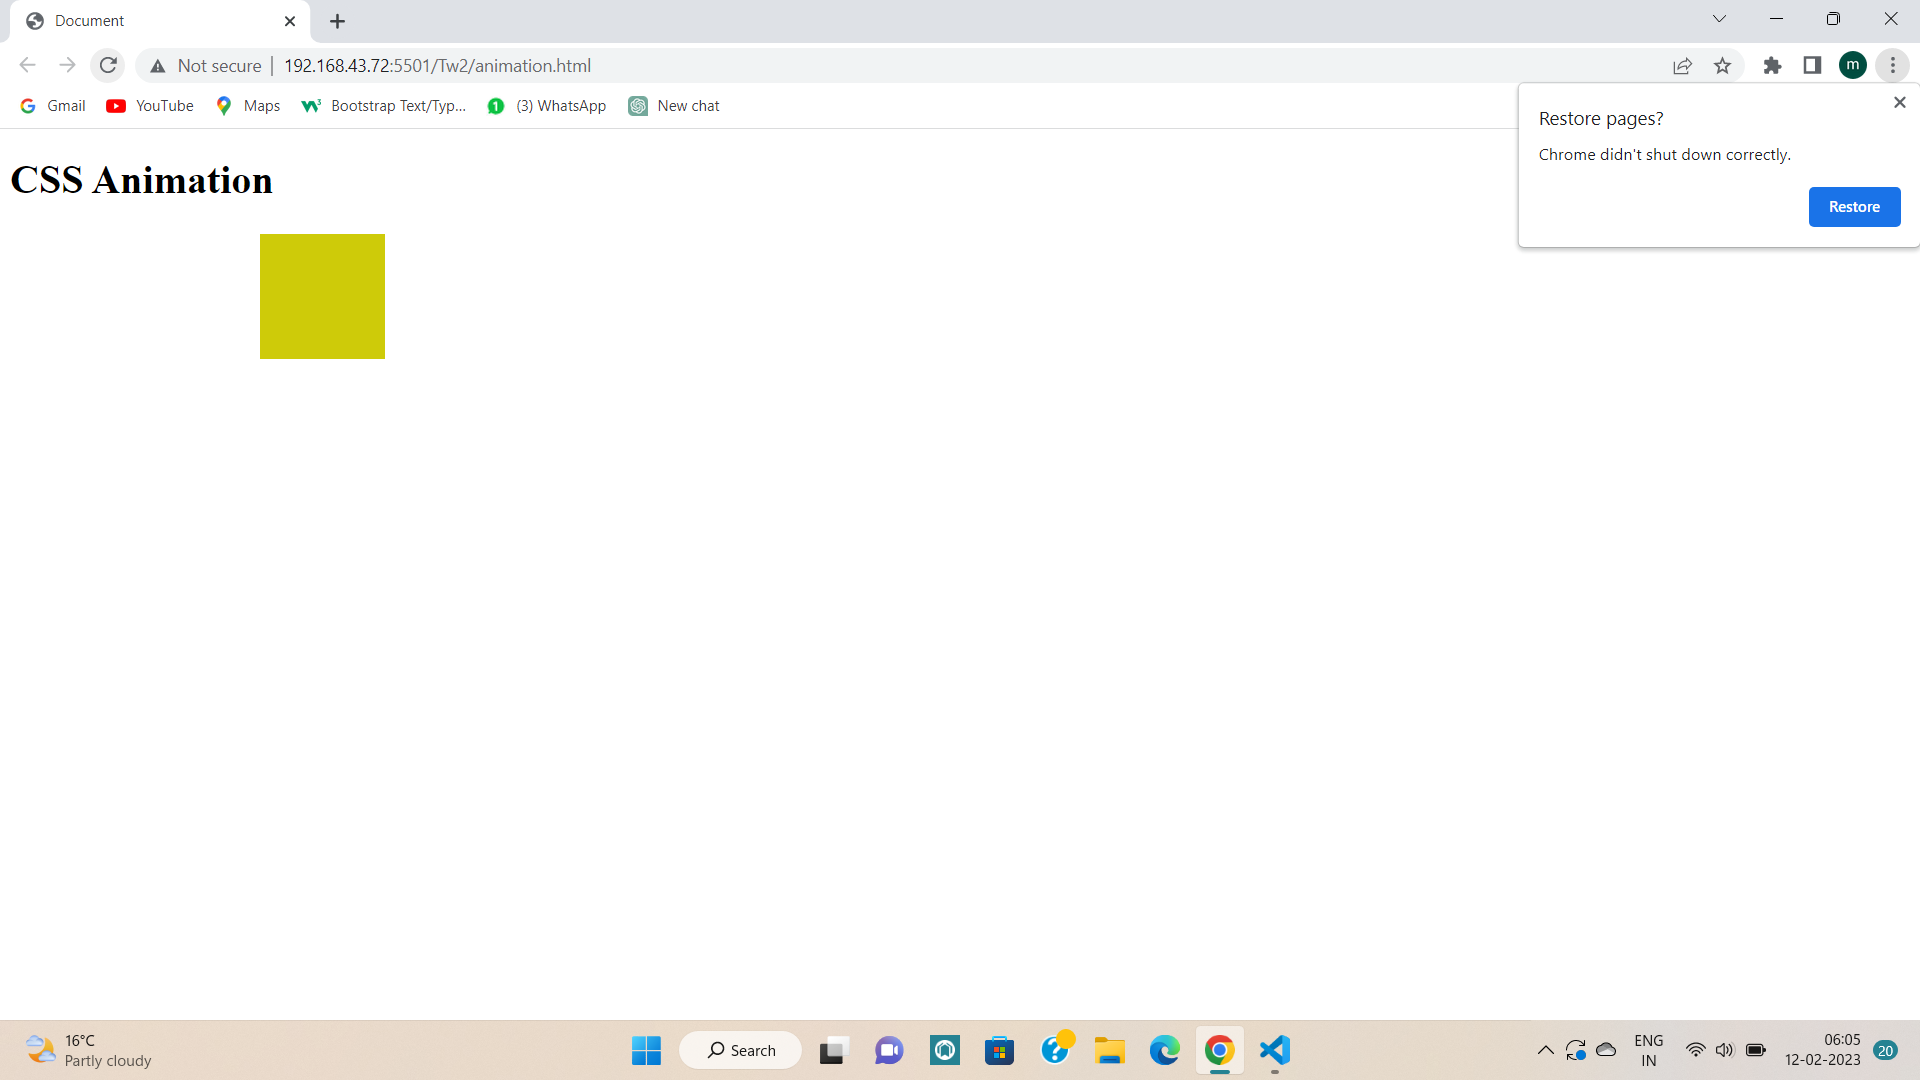 Document
Not secure
192.168.43.72:5501/Tw2/animation.html
m
Gmail
YouTube
Maps
Bootstrap Text/Typ...
(3) WhatsApp
New chat
Restore pages?
Chrome didn't shut down correctly.
Restore
CSS Animation
16°C
Partly cloudy
Search
ENG
IN
06:05
12-02-2023
20